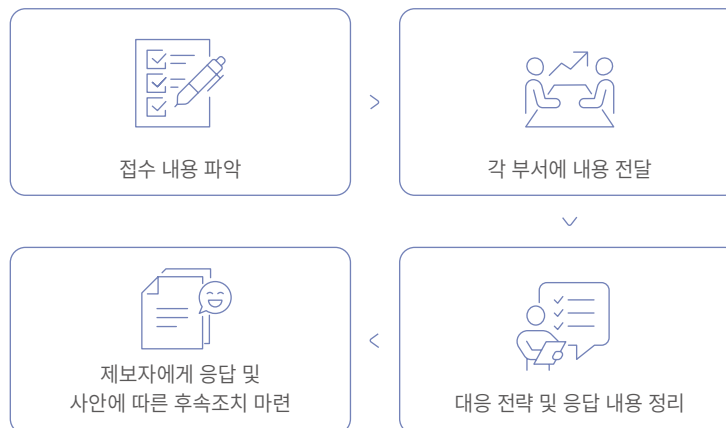 접수 내용 파악
각 부서에 내용 전달
대응 전략 및 응답 내용 정리
제보자에게 응답 및
사안에 따른 후속조치 마련